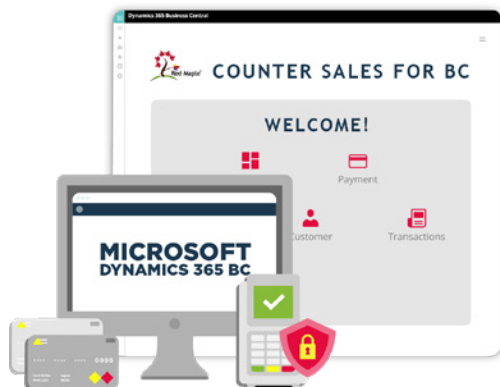 Dynamics 365 Business Central
Red Maple
COUNTER SALES FOR BC
WELCOME!
Payment
Customer
Transactions
MICROSOFT
DYNAMICS 365 BC